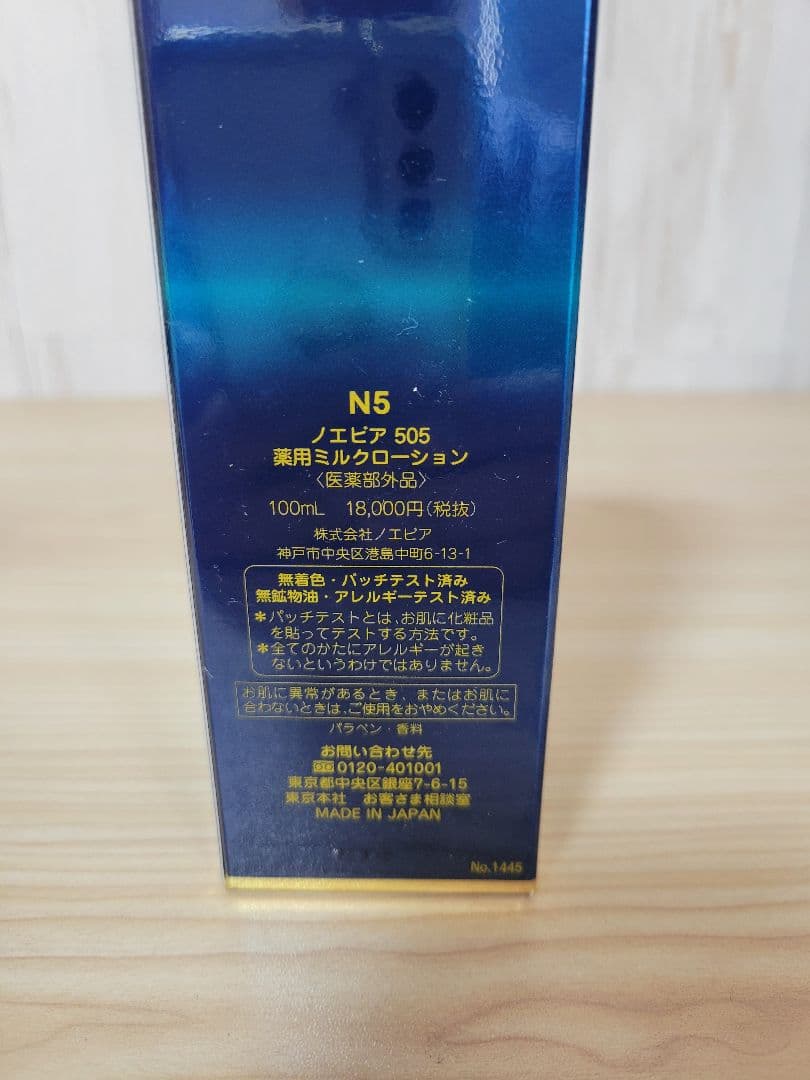 N5
ノエビア 505
薬用ミルクローション
〈医薬部外品〉
100mL 18,000円(税抜)
株式会社ノエビア
神戸市中央区港島中町6-13-1
無着色・パッチテスト済み
無鉱物油・アレルギーテスト済み
＊パッチテストとは、お肌に化粧品
を貼ってテストする方法です。
＊全てのかたにアレルギーが起き
ないというわけではありません。
お肌に異常があるとき、またはお肌に
合わないときは、ご使用をおやめください。
パラベン・香料
お問い合わせ先
0120-401001
東京都中央区銀座7-6-15
東京本社 お客さま相談室
MADE IN JAPAN
No.1445